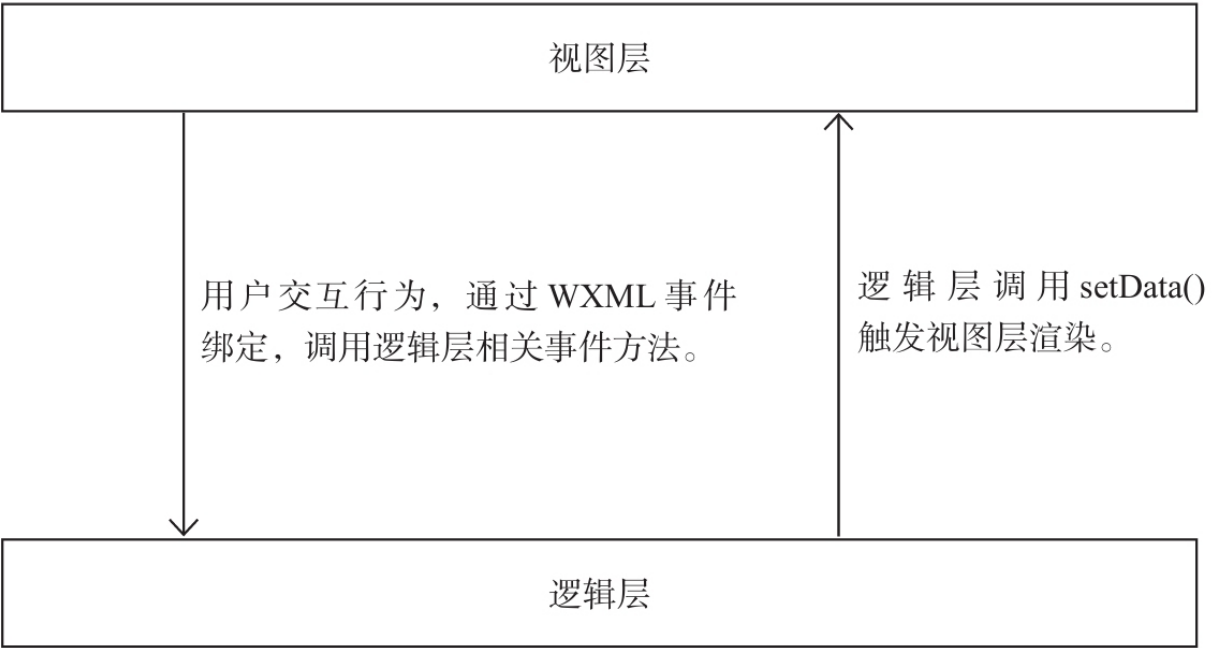 视图层
用户交互行为，通过 WXML 事件
绑定，调用逻辑层相关事件方法。
逻辑层调用 setData()
触发视图层渲染。
逻辑层